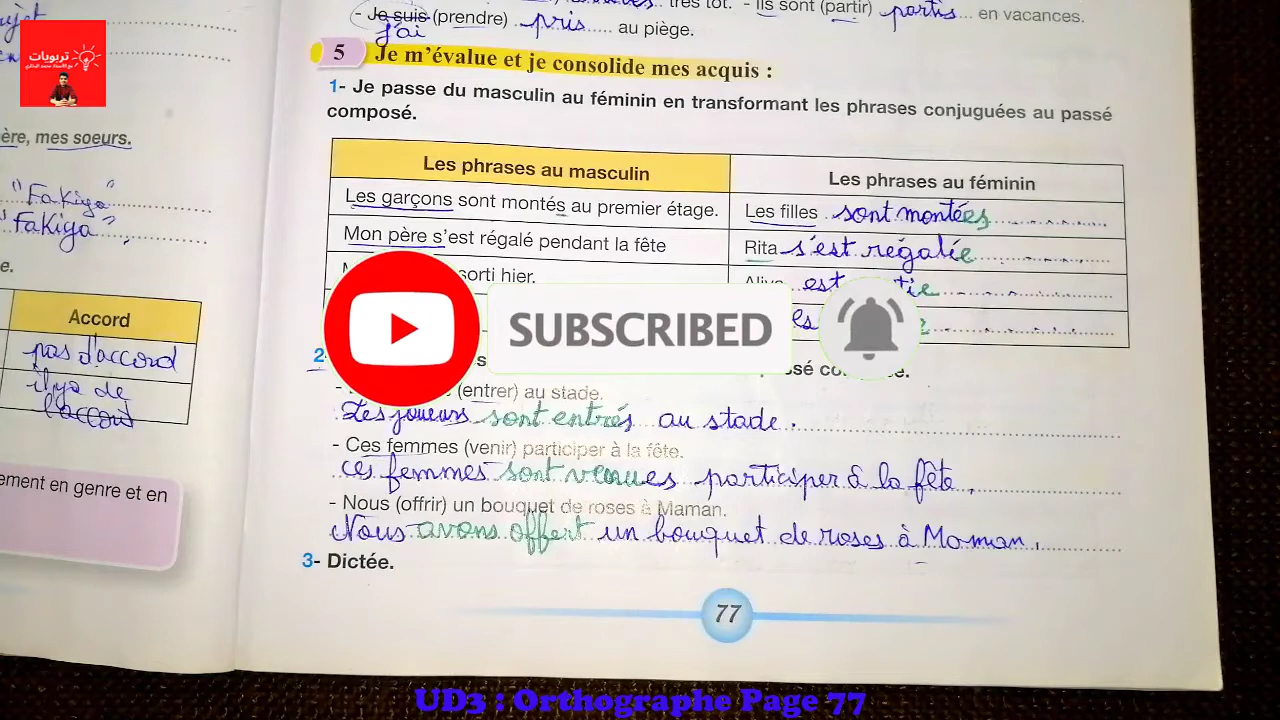 très tot. - Ils sont (partir) partis... en vacances.
- Je suis (prendre) ..pris..... au piège.
j'ai
تربويات
5 Je m'évalue et je consolide mes acquis :
1- Je passe du masculin au féminin en transformant les phrases conjuguées au passé
composé.
ère, mes soeurs.
"Fakiya"
"Fakiya".
e.
Accord
pas d'accord
il ya de
l'accord
ement en genre et en
Les phrases au masculin
Les phrases au féminin
Les garçons sont montés au premier étage.
Les filles sont montées
Mon père s'est régalé pendant la fête
Rita s'est régalée
sorti hier.
est
SUBSCRIBED
2-
(entrer) au stade.
Les joueurs sont entrés au stade.
- Ces femmes (venir) participer à la fête.
ces femmes sont venues participer à la fête.
- Nous (offrir) un bouquet de roses à Maman.
Nous avons offert un bouquet de roses à Maman.
3- Dictée.
77
UD3 : Orthographe Page 77